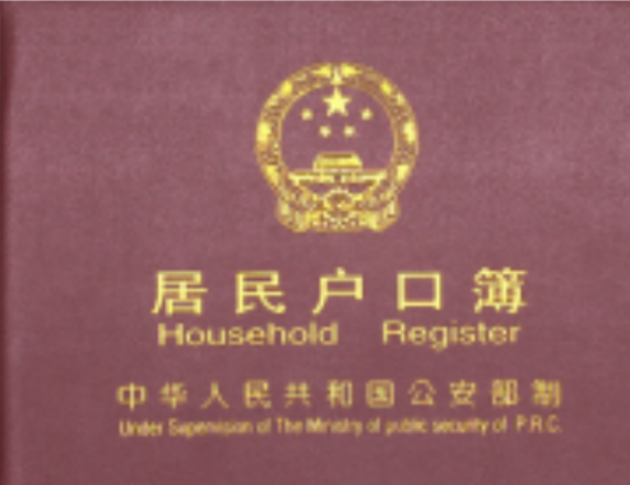 居民户口簿
Household Register
中华人民共和国公安部制
Under Supervision of The Ministry of public security of P.R.C.